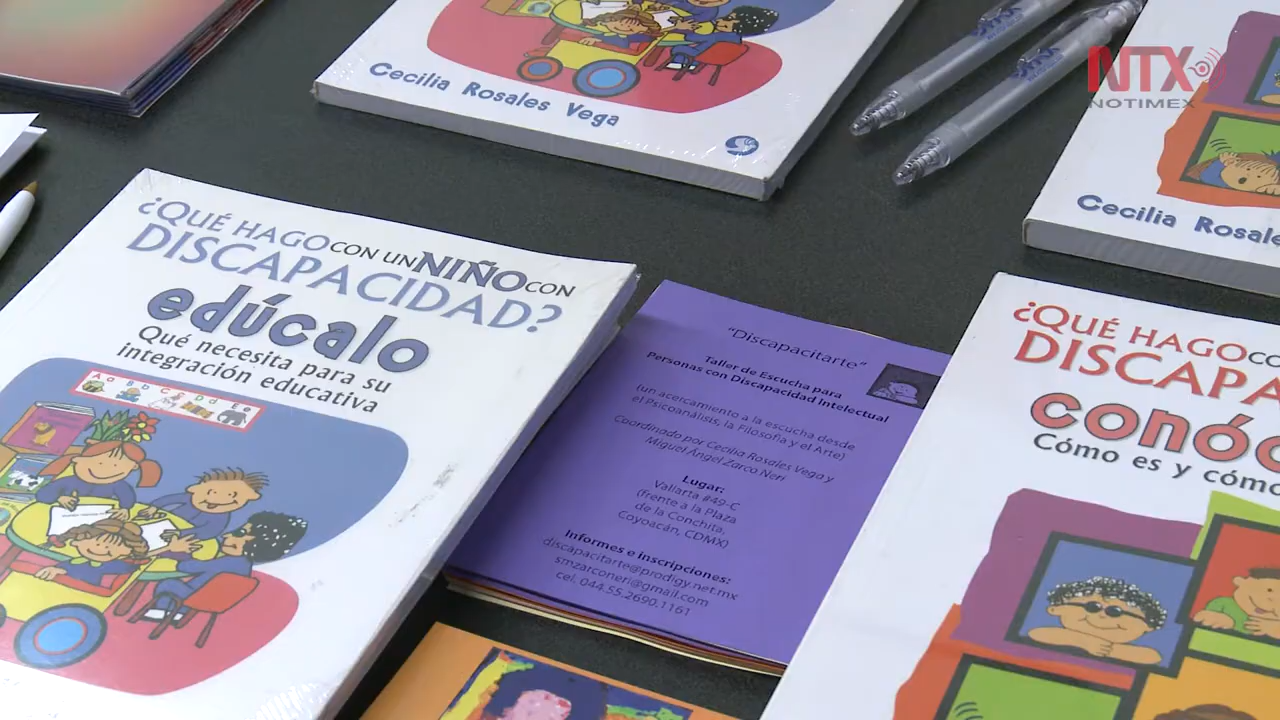 Cecilia Rosales Vega
NTX
NOTIMEX
Cecilia Rosales
¿QUÉ HAGO CON UN NIÑO CON
DISCAPACIDAD?
edúcalo
Qué necesita para su
integración educativa
"Discapacitarte"
Taller de Escucha para
Personas con Discapacidad Intelectual
(un acercamiento a la escucha desde
el Psicoanálisis, la Filosofía y el Arte)
Coordinado por Cecilia Rosales Vega y
Miguel Ángel Zarco Neri
Lugar:
Vallarta #49-C
(frente a la Plaza
de la Conchita,
Coyoacán, CDMX)
Informes e inscripciones:
discapacitarte@prodigy.net.mx
smzarconeri@gmail.com
cel. 044.55.2690.1161
¿QUÉ HAGO CO
DISCAPA
conóc
Cómo es y cómo